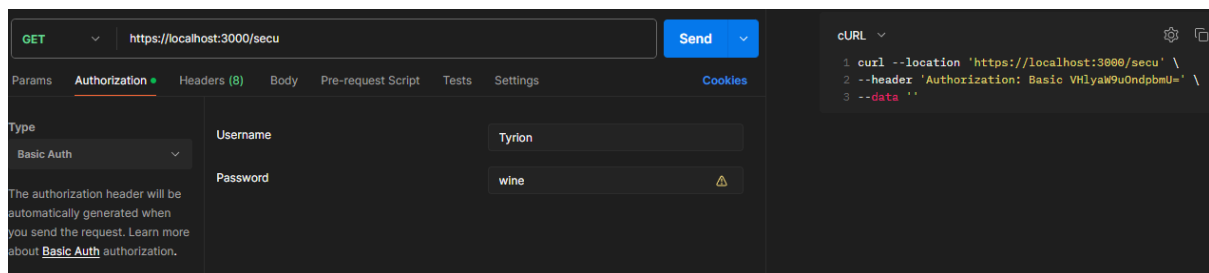 GET https://localhost:3000/secu Send
Params Authorization Headers (8) Body Pre-request Script Tests Settings Cookies
Type
Basic Auth
The authorization header will be
automatically generated when
you send the request. Learn more
about Basic Auth authorization.
Username Tyrion
Password wine
cURL
1 curl --location 'https://localhost:3000/secu' \
2 --header 'Authorization: Basic VHlyaW9uOndpbmU=' \
3 --data ''